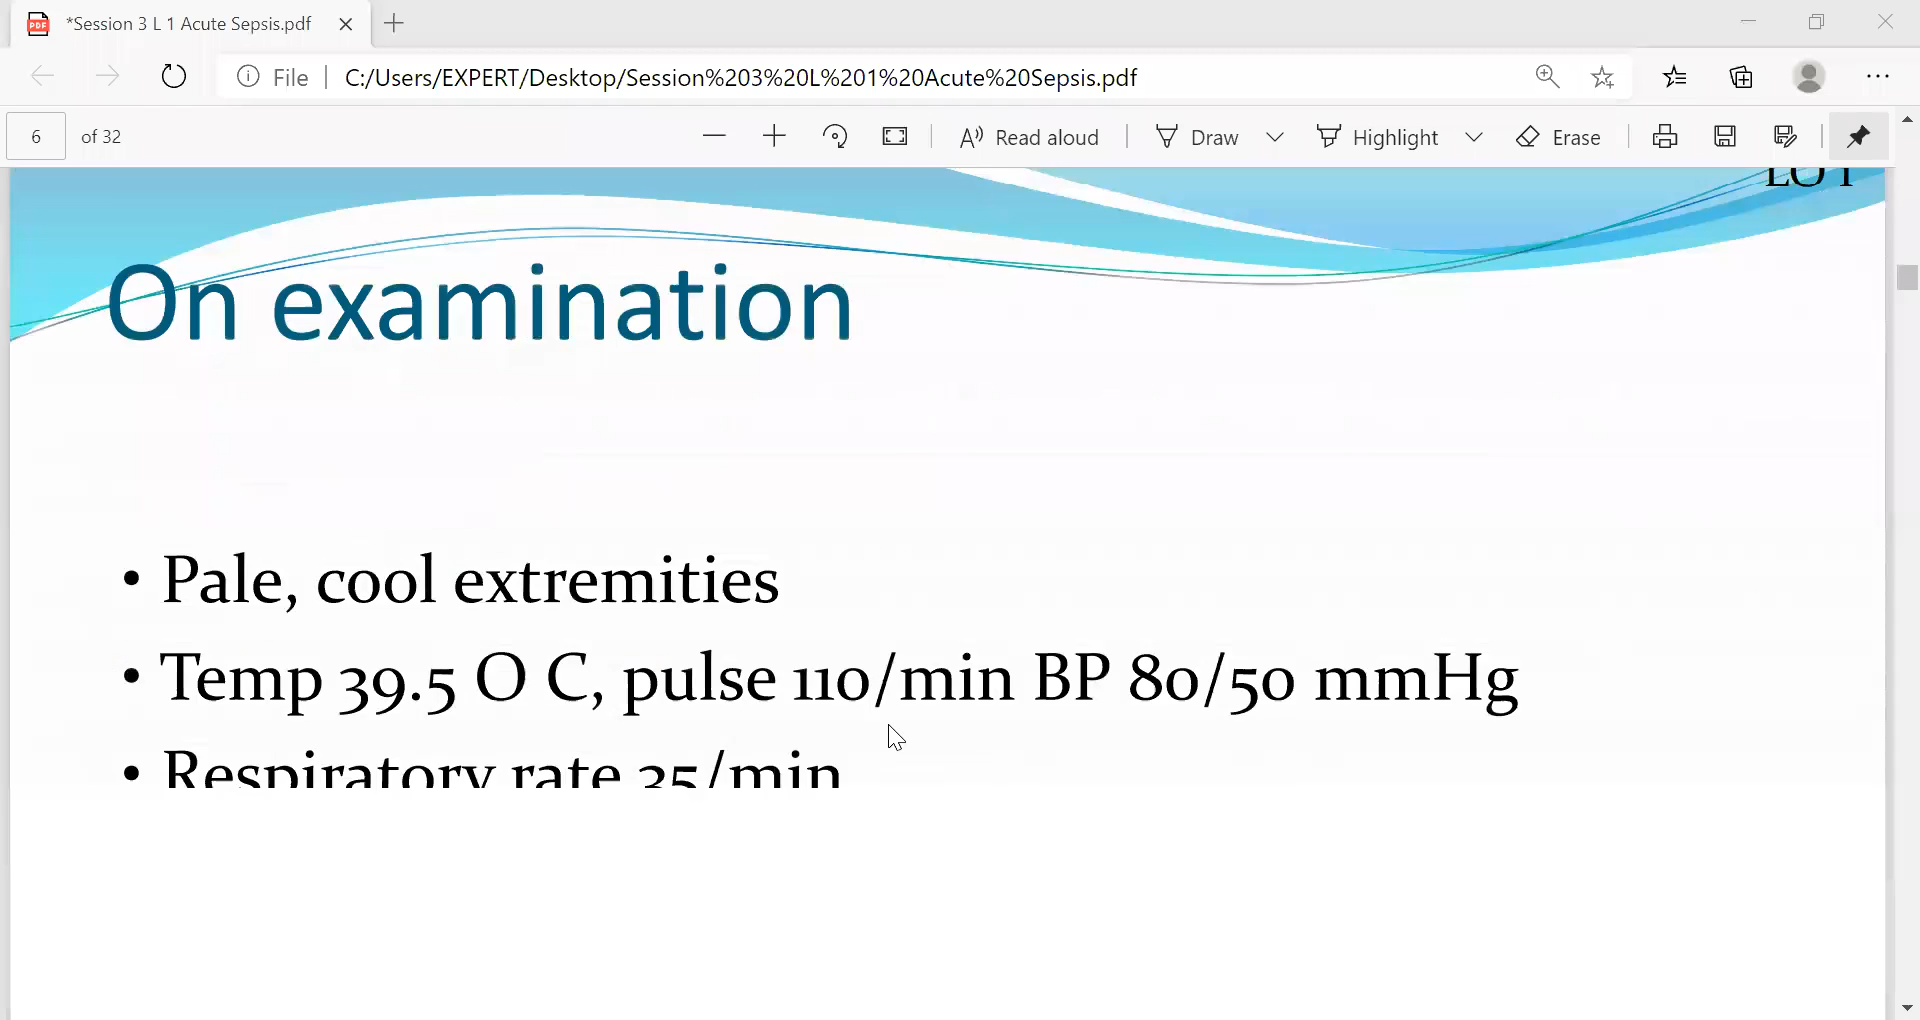 *Session 3 L 1 Acute Sepsis.pdf
File | C:/Users/EXPERT/Desktop/Session%203%20L%201%20Acute%20Sepsis.pdf
6 of 32 Read aloud Draw Highlight Erase
On examination
• Pale, cool extremities
• Temp 39.5 O C, pulse 110/min BP 80/50 mmHg
• Respiratory rate 35/min